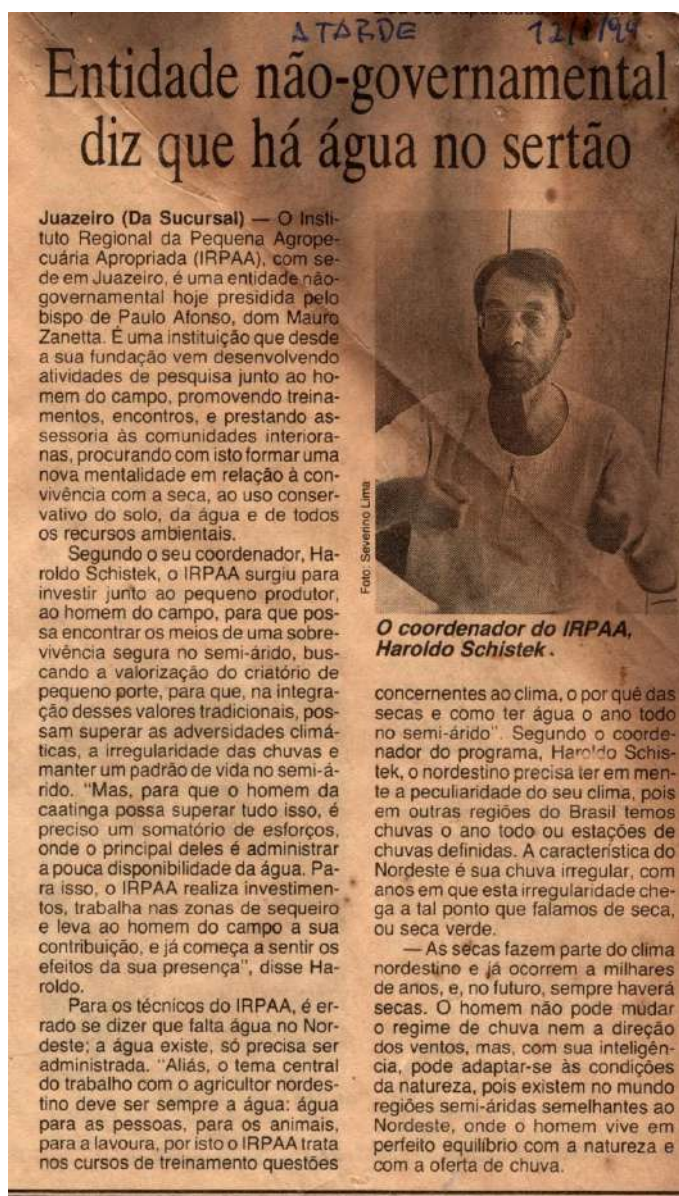 A TARDE 12/1/94
Entidade não-governamental
diz que há água no sertão
Juazeiro (Da Sucursal) — O Insti-
tuto Regional da Pequena Agrope-
cuária Apropriada (IRPAA), com se-
de em Juazeiro, é uma entidade não-
governamental hoje presidida pelo
bispo de Paulo Afonso, dom Mauro
Zanetta. É uma instituição que desde
a sua fundação vem desenvolvendo
atividades de pesquisa junto ao ho-
mem do campo, promovendo treina-
mentos, encontros, e prestando as-
sessoria às comunidades interiora-
nas, procurando com isto formar uma
nova mentalidade em relação à con-
vivência com a seca, ao uso conser-
vativo do solo, da água e de todos
os recursos ambientais.
Segundo o seu coordenador, Ha-
roldo Schistek, o IRPAA surgiu para
investir junto ao pequeno produtor,
ao homem do campo, para que pos-
sa encontrar os meios de uma sobre-
vivência segura no semi-árido, bus-
cando a valorização do criatório de
pequeno porte, para que, na integra-
ção desses valores tradicionais, pos-
sam superar as adversidades climá-
ticas, a irregularidade das chuvas e
manter um padrão de vida no semi-á-
rido. "Mas, para que o homem da
caatinga possa superar tudo isso, é
preciso um somatório de esforços,
onde o principal deles é administrar
a pouca disponibilidade da água. Pa-
ra isso, o IRPAA realiza investimen-
tos, trabalha nas zonas de sequeiro
e leva ao homem do campo a sua
contribuição, e já começa a sentir os
efeitos da sua presença", disse Ha-
roldo.
Para os técnicos do IRPAA, é er-
rado se dizer que falta água no Nor-
deste; a água existe, só precisa ser
administrada. "Aliás, o tema central
do trabalho com o agricultor nordes-
tino deve ser sempre a água: água
para as pessoas, para os animais,
para a lavoura, por isto o IRPAA trata
nos cursos de treinamento questões
Foto: Severino Lima
O coordenador do IRPAA,
Haroldo Schistek.
concernentes ao clima, o por quê das
secas e como ter água o ano todo
no semi-árido". Segundo o coorde-
nador do programa, Haroldo Schis-
tek, o nordestino precisa ter em men-
te a peculiaridade do seu clima, pois
em outras regiões do Brasil temos
chuvas o ano todo ou estações de
chuvas definidas. A característica do
Nordeste é sua chuva irregular, com
anos em que esta irregularidade che-
ga a tal ponto que falamos de seca,
ou seca verde.
— As secas fazem parte do clima
nordestino e já ocorrem a milhares
de anos, e, no futuro, sempre haverá
secas. O homem não pode mudar
o regime de chuva nem a direção
dos ventos, mas, com sua inteligên-
cia, pode adaptar-se às condições
da natureza, pois existem no mundo
regiões semi-áridas semelhantes ao
Nordeste, onde o homem vive em
perfeito equilíbrio com a natureza e
com a oferta de chuva.